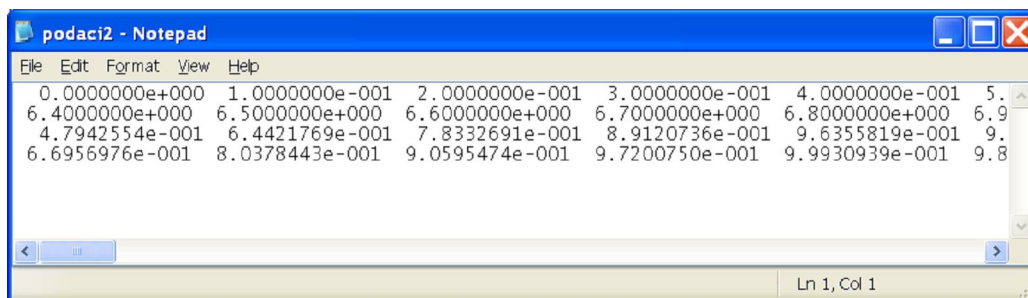 podaci2 - Notepad
File Edit Format View Help
0.0000000e+000 1.0000000e-001 2.0000000e-001 3.0000000e-001 4.0000000e-001 5.
6.4000000e+000 6.5000000e+000 6.6000000e+000 6.7000000e+000 6.8000000e+000 6.9
4.7942554e-001 6.4421769e-001 7.8332691e-001 8.9120736e-001 9.6355819e-001 9.
6.6956976e-001 8.0378443e-001 9.0595474e-001 9.7200750e-001 9.9930939e-001 9.8
Ln 1, Col 1